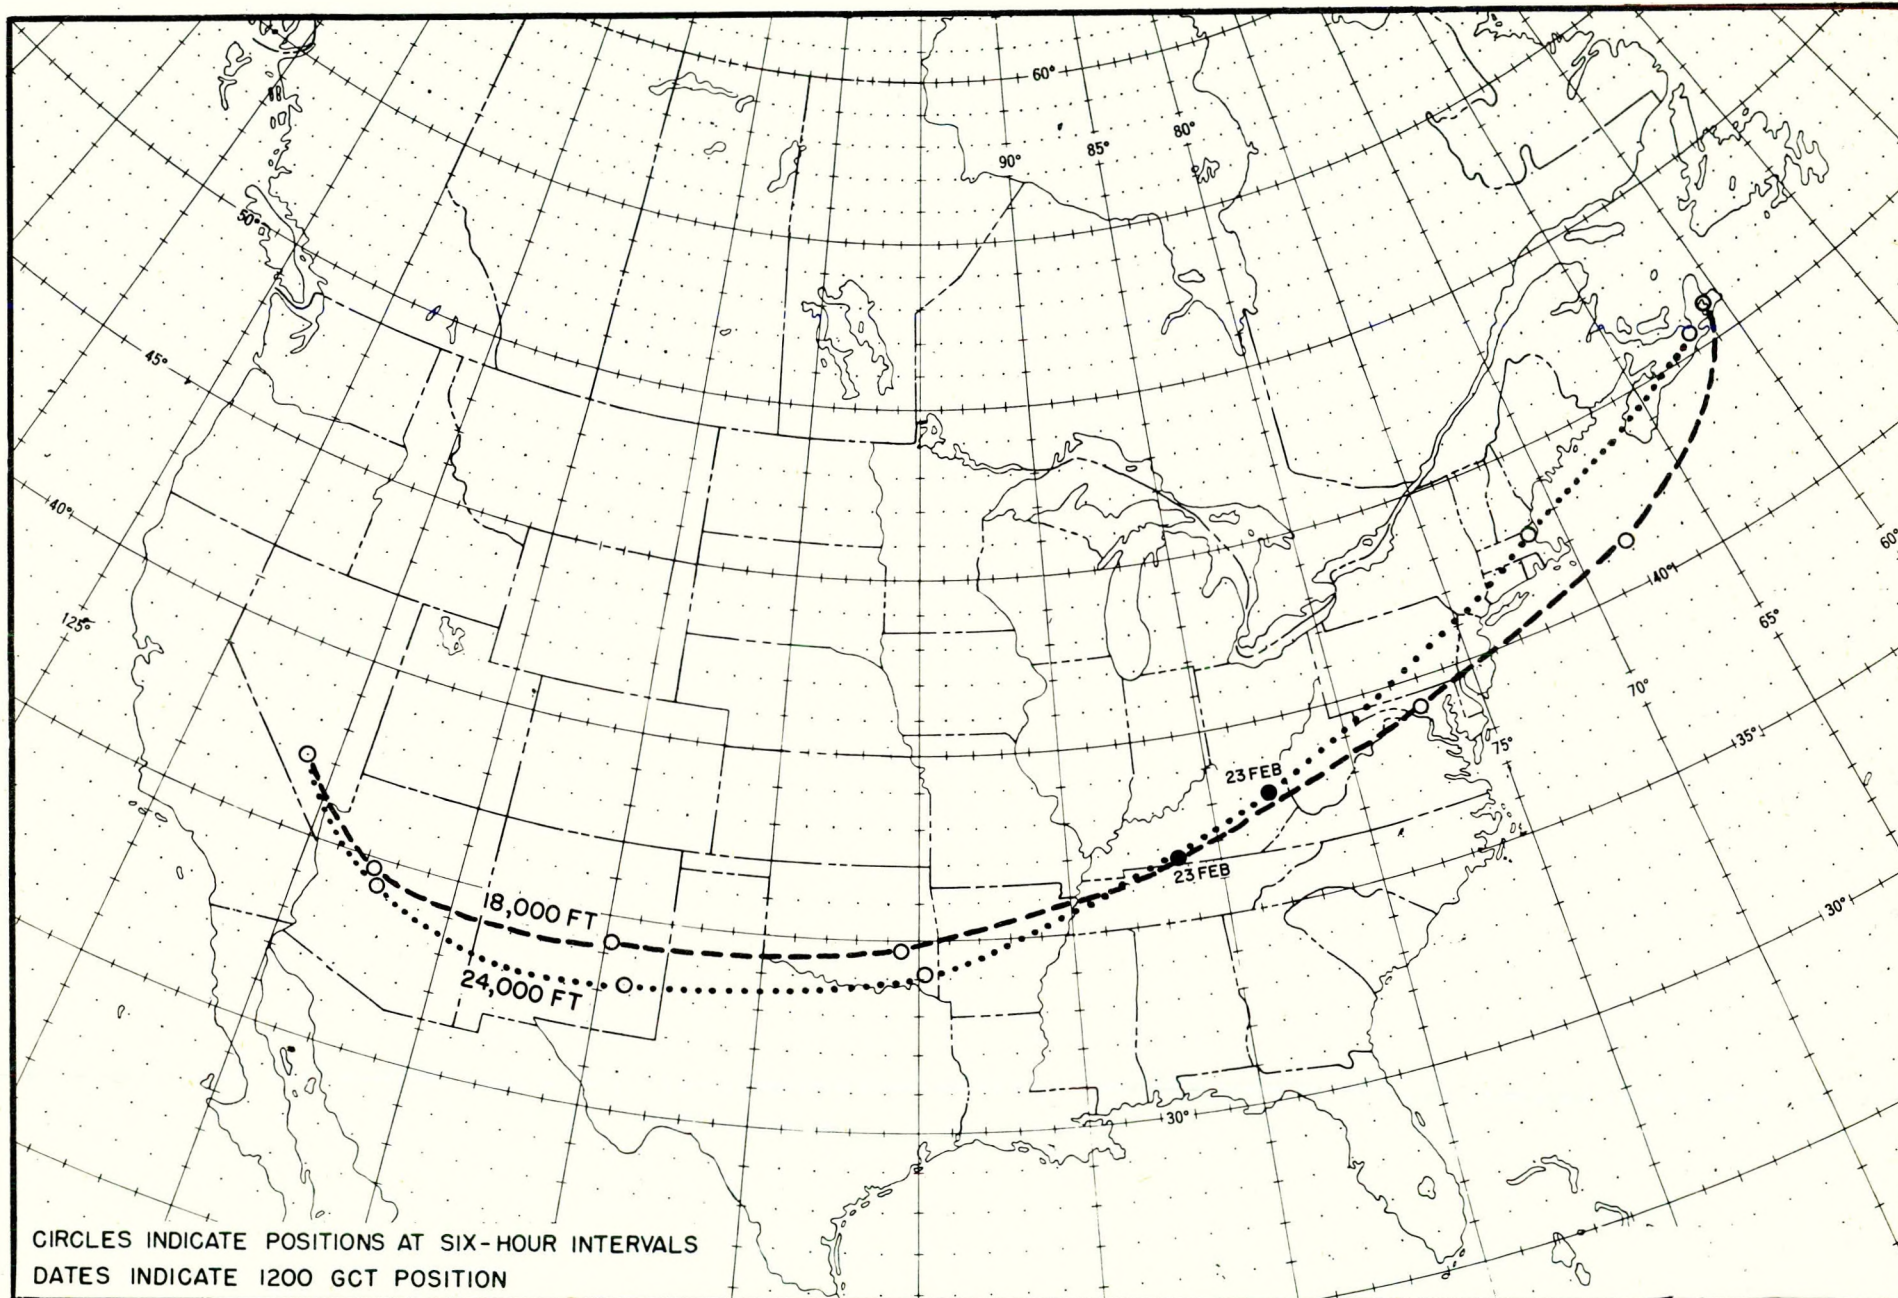 60°
80°
85°
90°
50°
45°
40°
125°
60°
40°
65°
70°
35°
75°
30°
23 FEB
23 FEB
18,000 FT
24,000 FT
30°
CIRCLES INDICATE POSITIONS AT SIX-HOUR INTERVALS
DATES INDICATE 1200 GCT POSITION